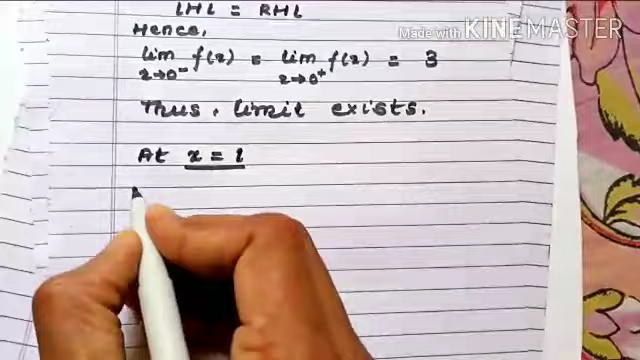 LHL = RHL
Hence,
lim x→0⁻ f(x) = lim x→0⁺ f(x) = 3
Thus, limit exists.
At x = 1
Made with KINEMASTER